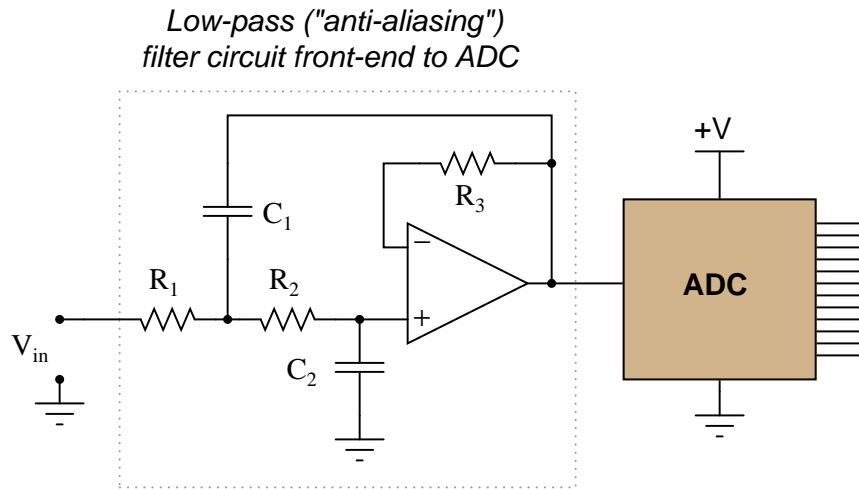 Low-pass ("anti-aliasing")
filter circuit front-end to ADC
+V
R₃
C₁
−
ADC
R₁
R₂
+
Vᵢₙ
C₂